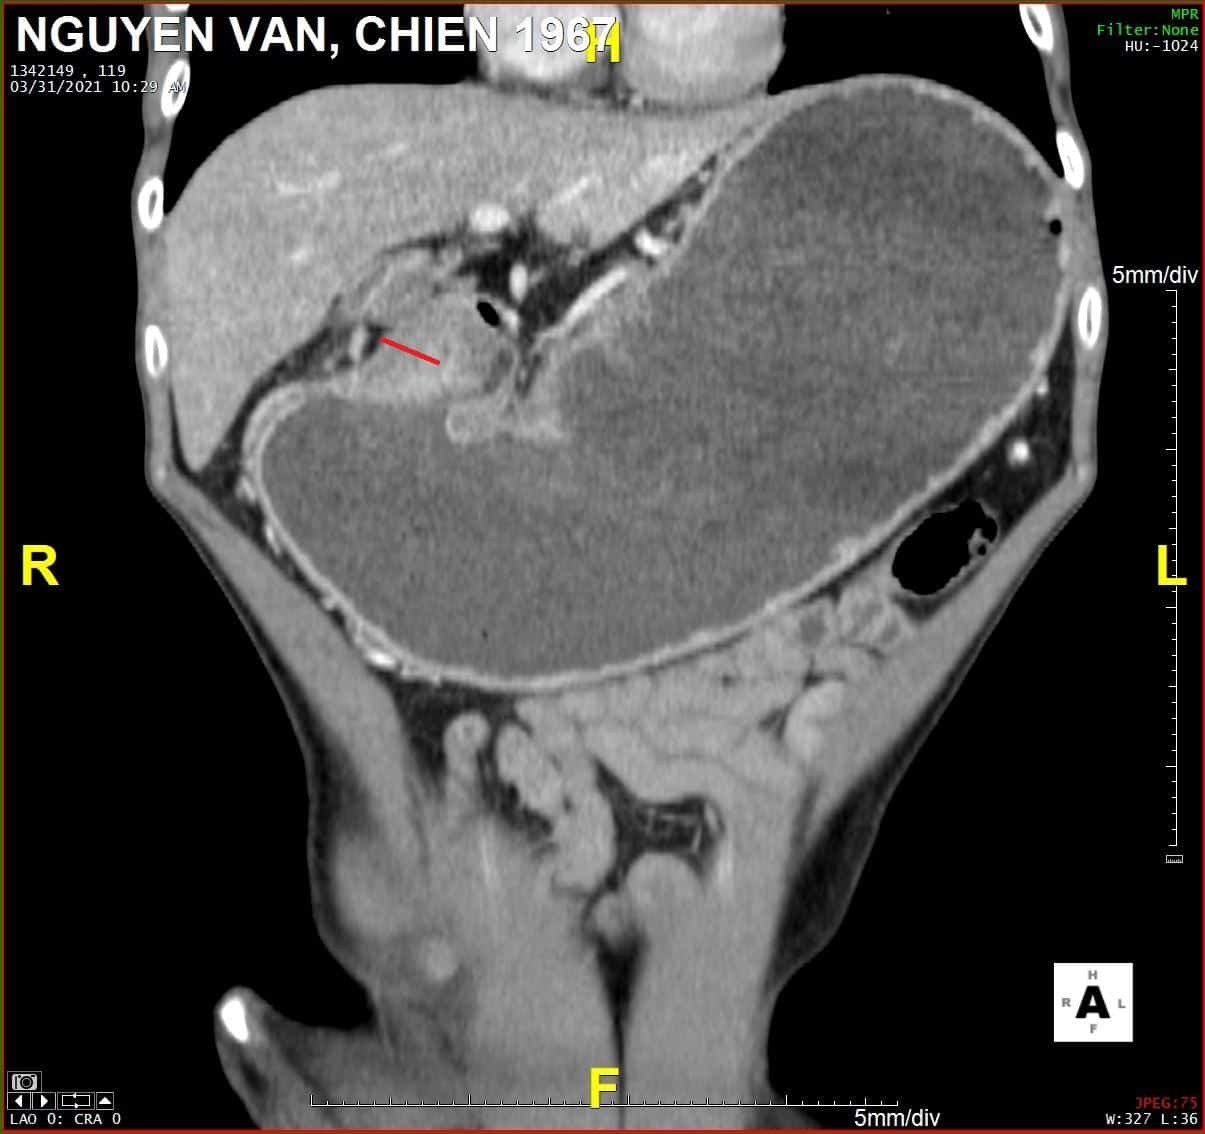 NGUYEN VAN, CHIEN 1967
H
MPR
Filter:None
HU:-1024
1342149 , 119
03/31/2021 10:29 AM
5mm/div
R
L
H
R A L
F
F
5mm/div
LAO 0: CRA 0
JPEG:75
W:327 L:36